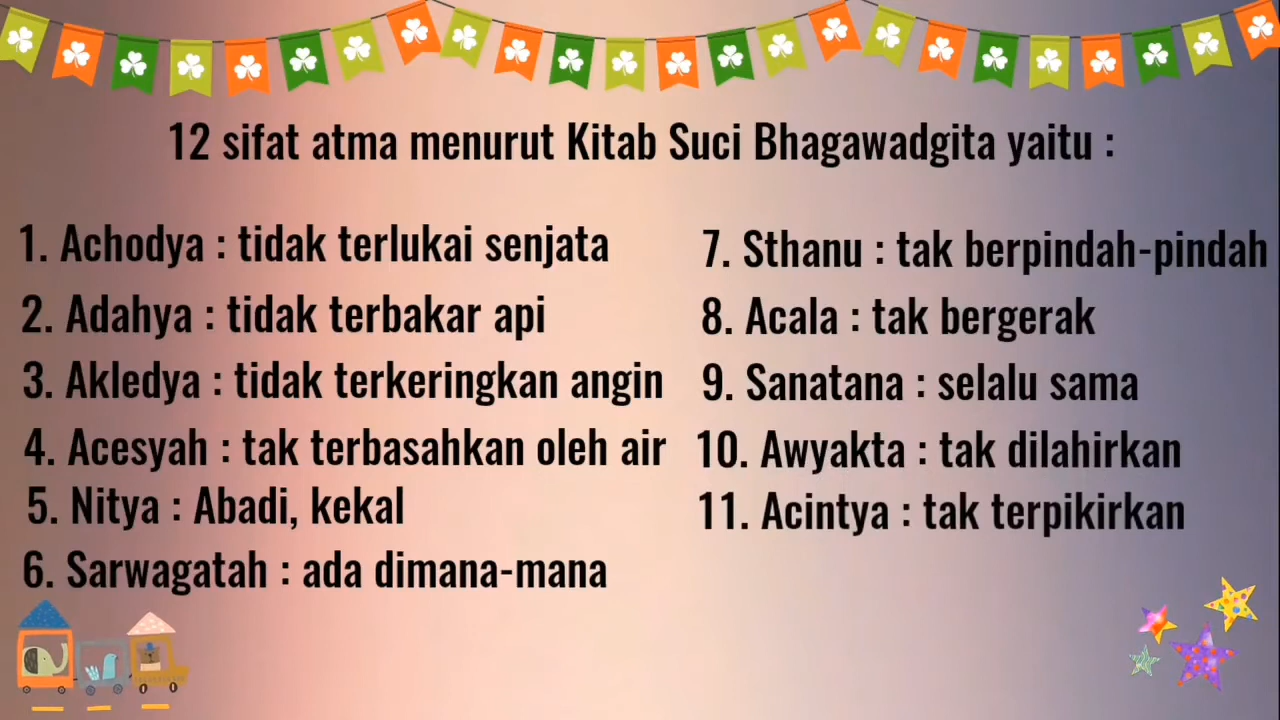 12 sifat atma menurut Kitab Suci Bhagawadgita yaitu :
1. Achodya : tidak terlukai senjata
2. Adahya : tidak terbakar api
3. Akledya : tidak terkeringkan angin
4. Acesyah : tak terbasahkan oleh air
5. Nitya : Abadi, kekal
6. Sarwagatah : ada dimana-mana
7. Sthanu : tak berpindah-pindah
8. Acala : tak bergerak
9. Sanatana : selalu sama
10. Awyakta : tak dilahirkan
11. Acintya : tak terpikirkan